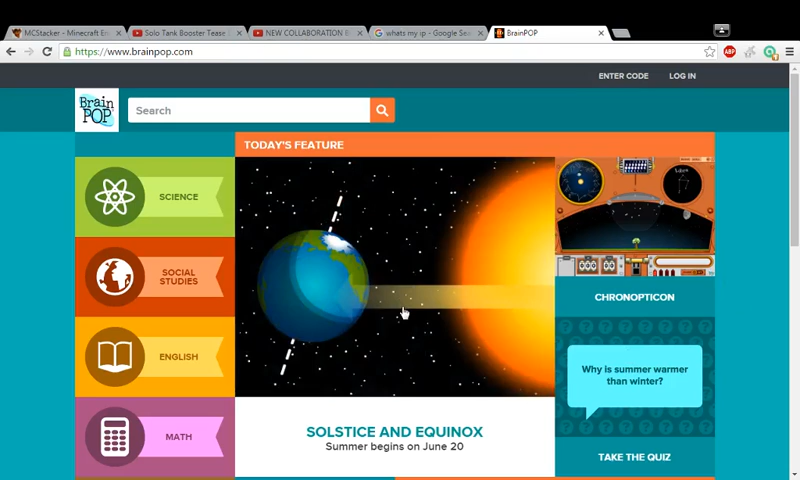 MCStacker - Minecraft En
Solo Tank Booster Tease
NEW COLLABORATION
whats my ip - Google Sea
BrainPOP
https://www.brainpop.com
ABP
ENTER CODE
LOG IN
Brain
POP
Search
TODAY'S FEATURE
SCIENCE
SOCIAL
STUDIES
ENGLISH
MATH
CHRONOPTICON
Why is summer warmer
than winter?
SOLSTICE AND EQUINOX
Summer begins on June 20
TAKE THE QUIZ